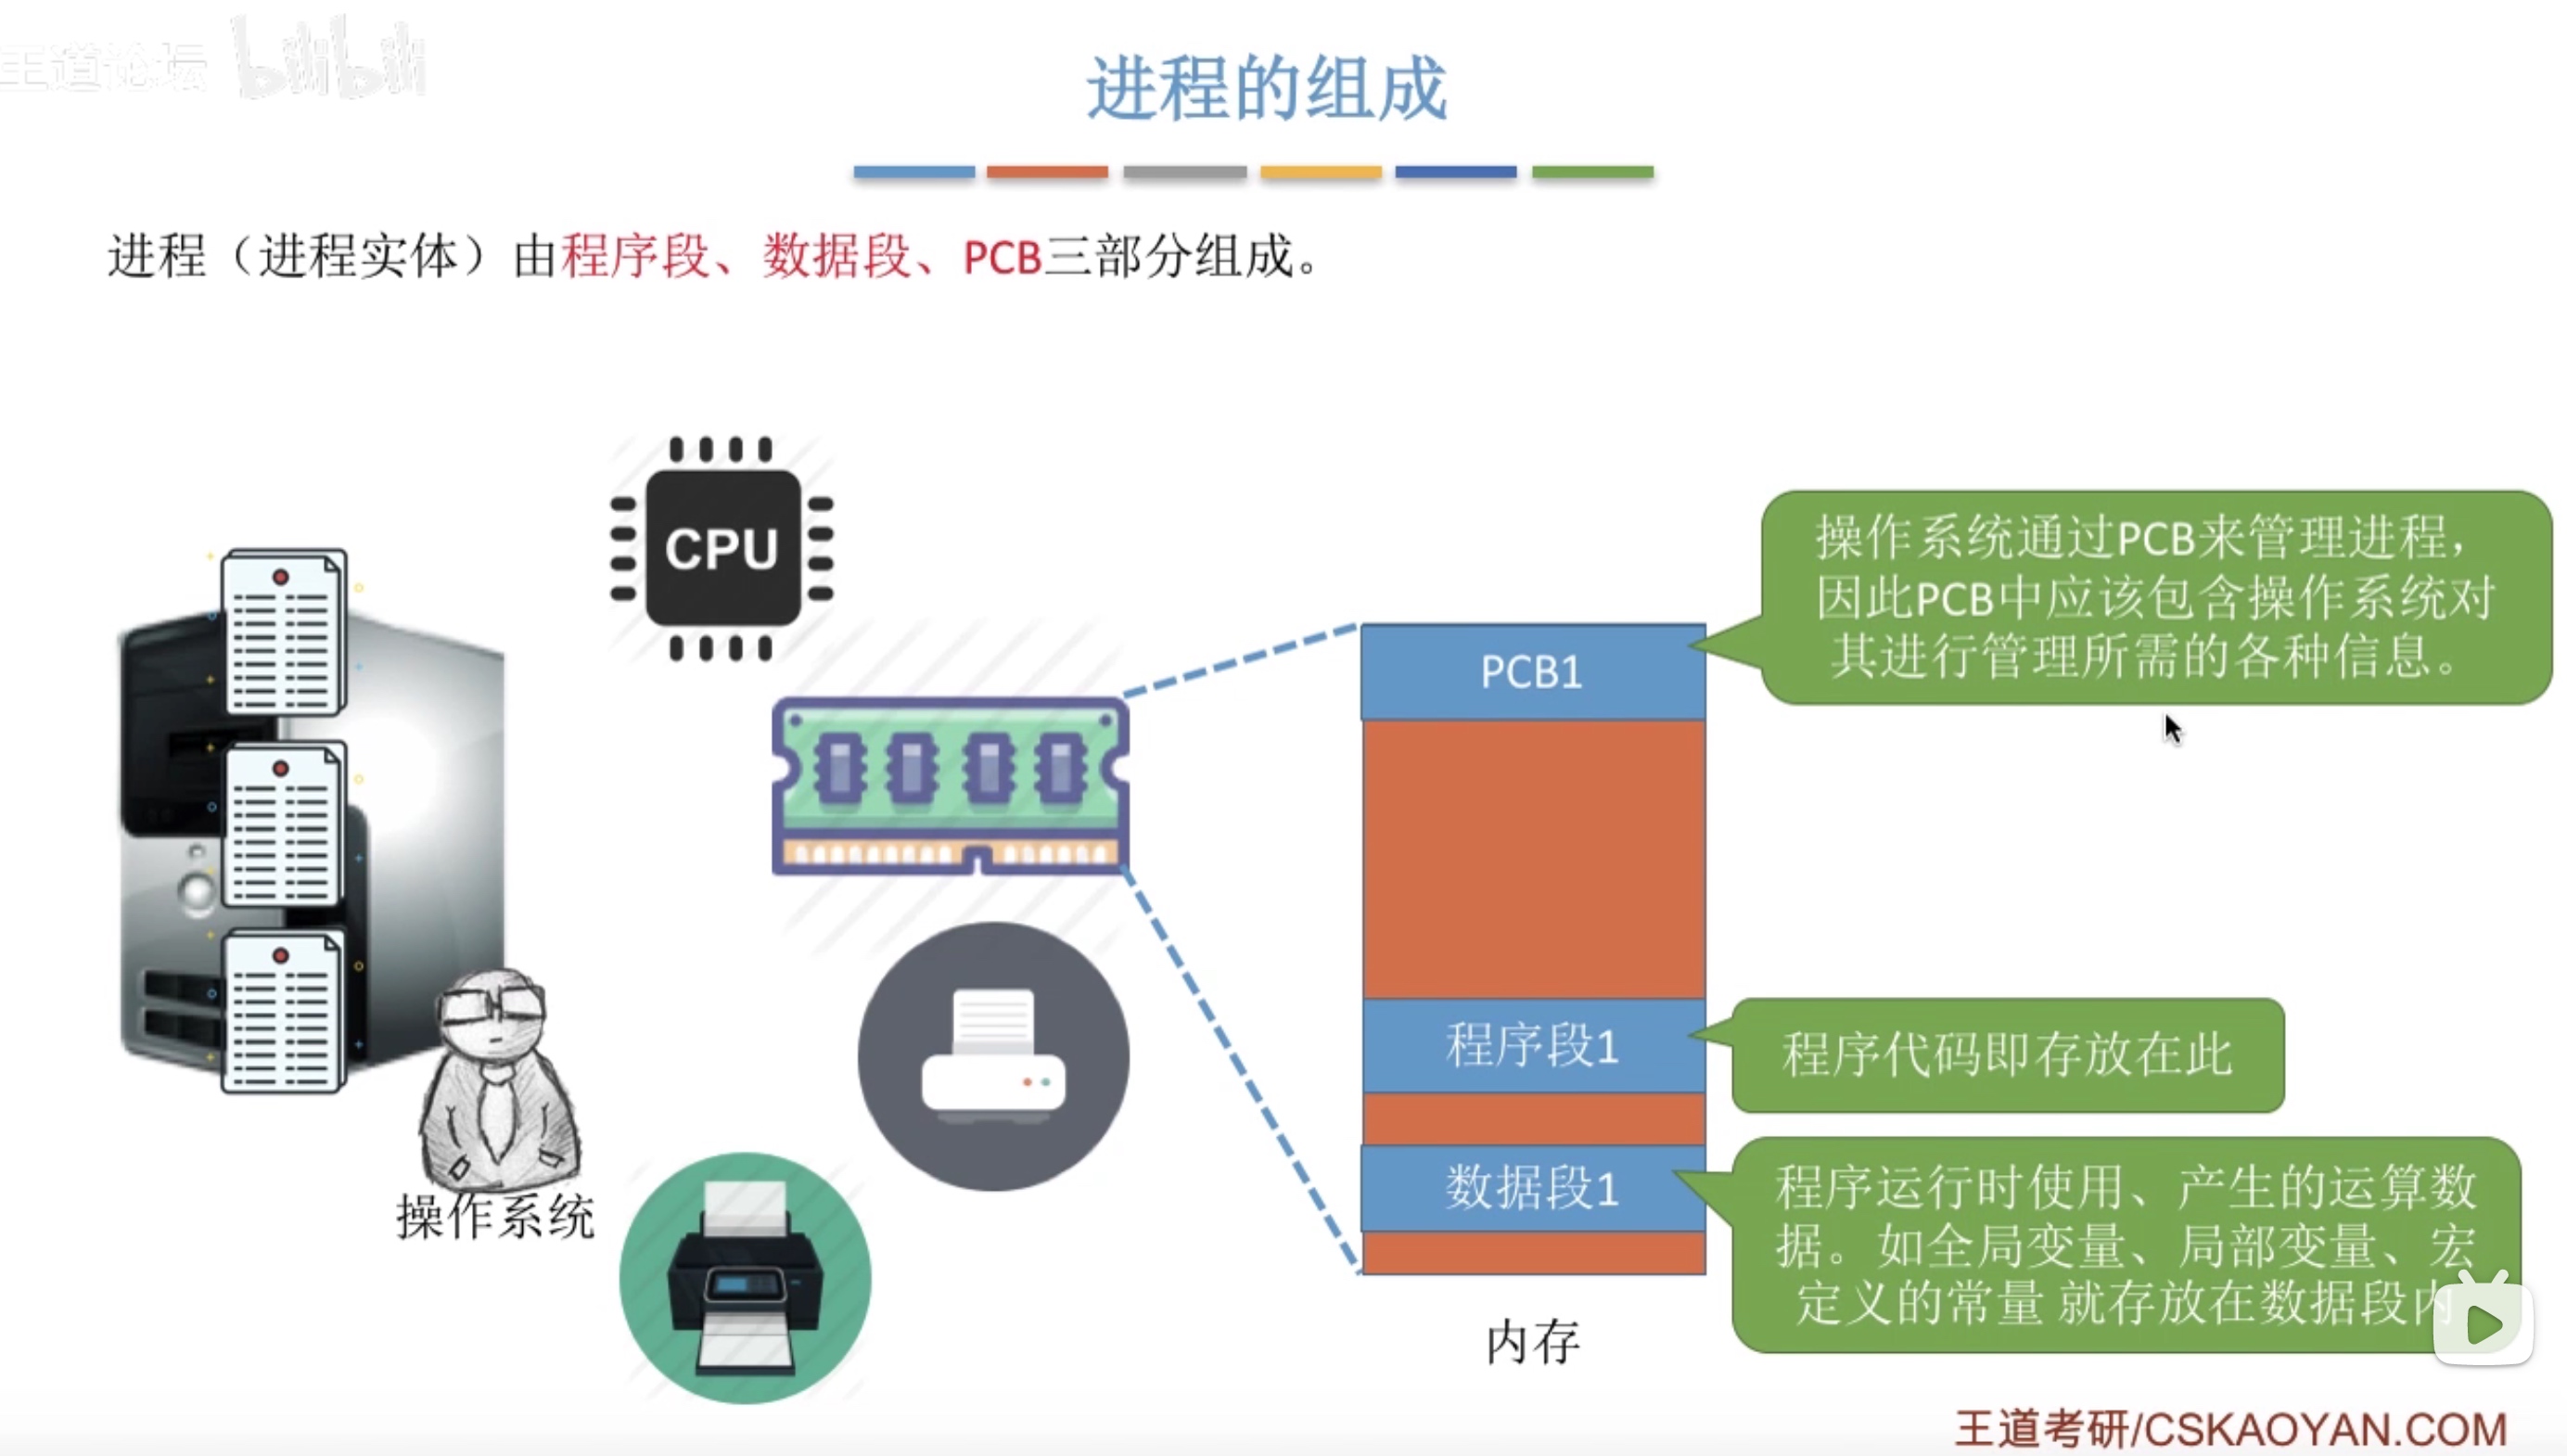 王道论坛 bilibili
进程的组成
进程（进程实体）由程序段、数据段、PCB三部分组成。
CPU
操作系统通过PCB来管理进程，
因此PCB中应该包含操作系统对
其进行管理所需的各种信息。
PCB1
程序段1
程序代码即存放在此
数据段1
程序运行时使用、产生的运算数
据。如全局变量、局部变量、宏
定义的常量 就存放在数据段内
操作系统
内存
王道考研/CSKAOYAN.COM